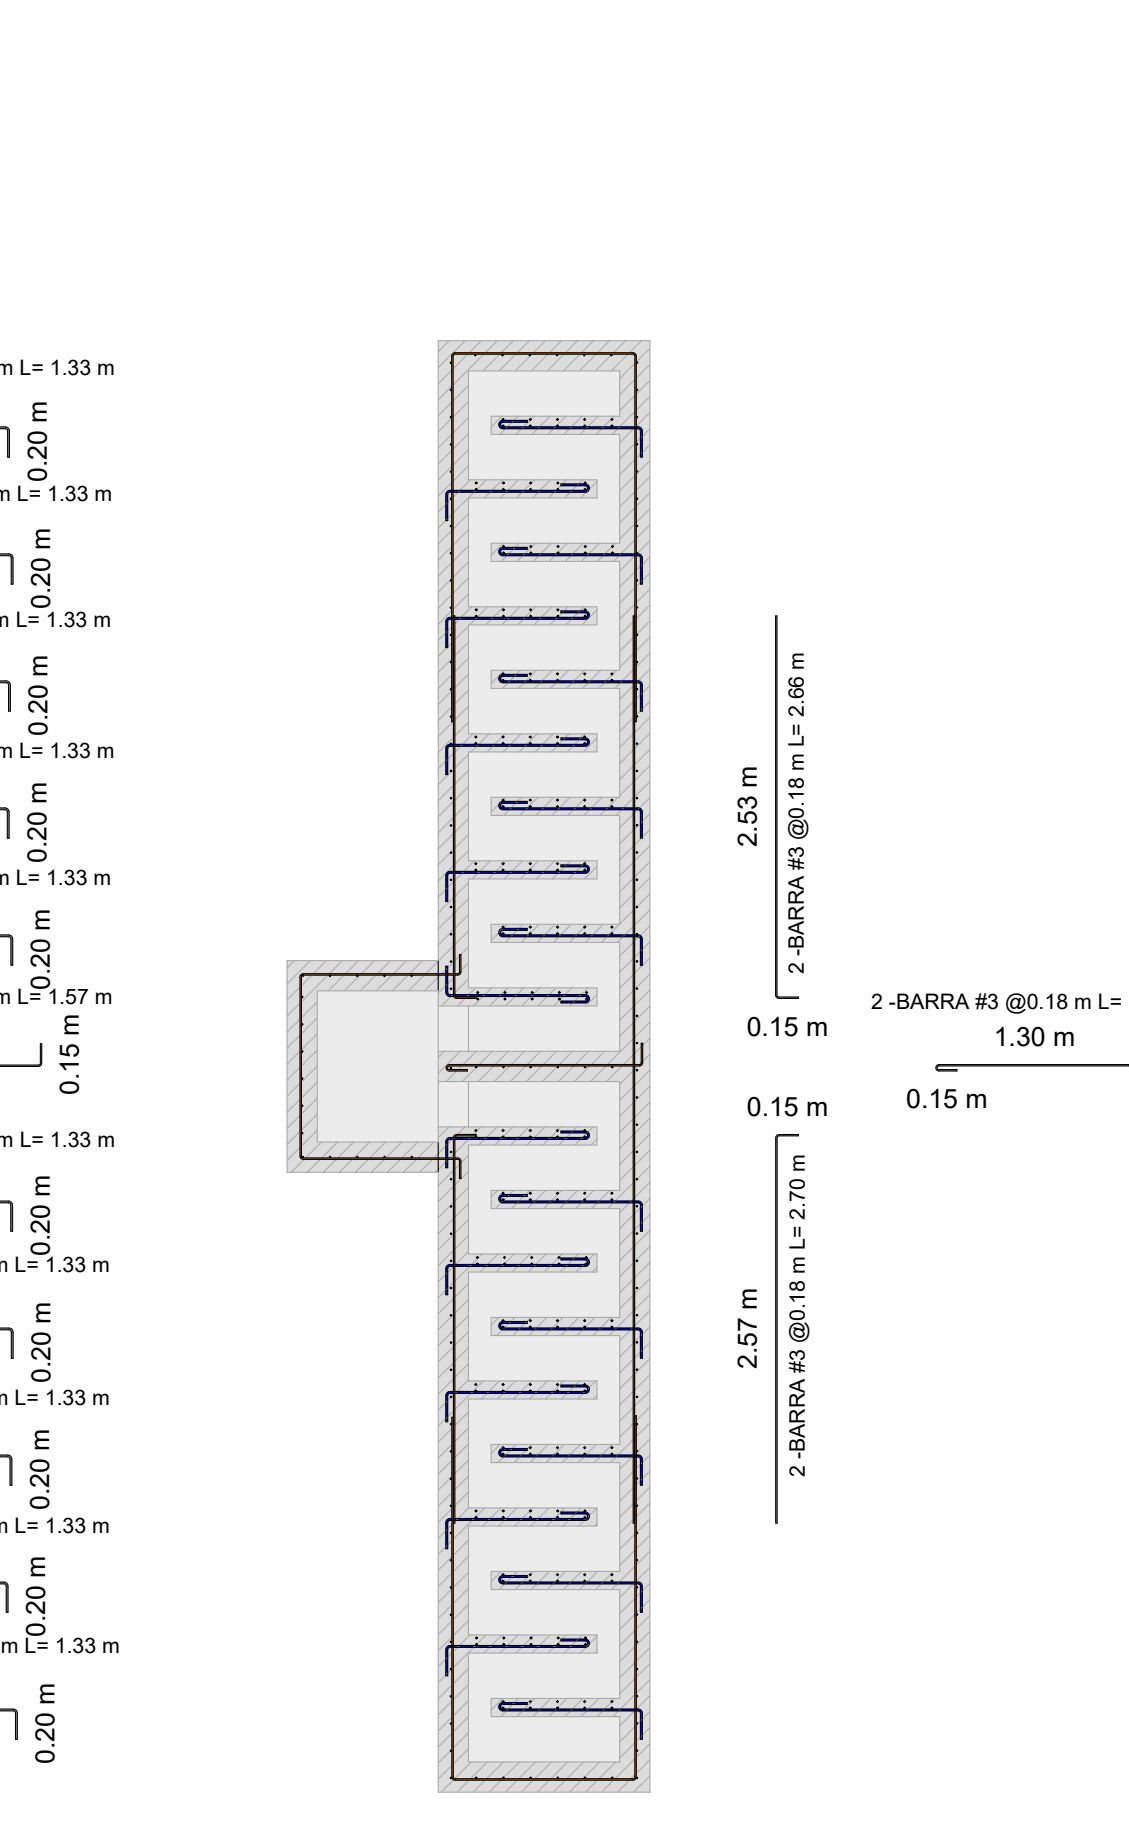 m L= 1.33 m
0.20 m
m L= 1.33 m
0.20 m
m L= 1.33 m
0.20 m
m L= 1.33 m
0.20 m
m L= 1.33 m
0.20 m
m L= 1.57 m
0.15 m
m L= 1.33 m
0.20 m
m L= 1.33 m
0.20 m
m L= 1.33 m
0.20 m
m L= 1.33 m
0.20 m
m L= 1.33 m
0.20 m
2.53 m
2 -BARRA #3 @0.18 m L= 2.66 m
0.15 m
0.15 m
2.57 m
2 -BARRA #3 @0.18 m L= 2.70 m
2 -BARRA #3 @0.18 m L=
1.30 m
0.15 m